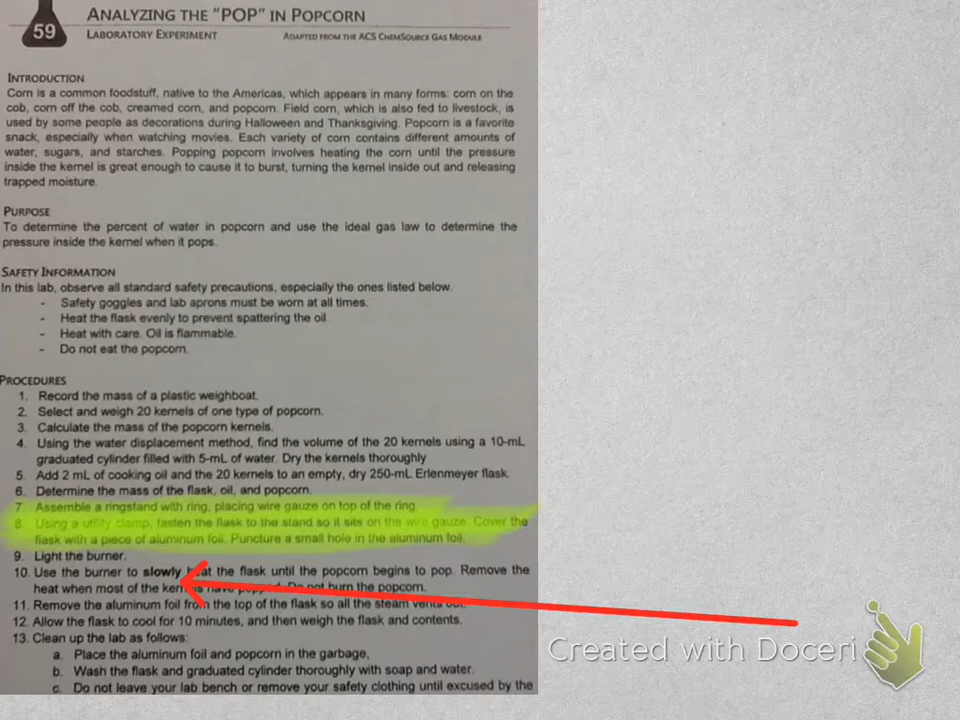 59
ANALYZING THE "POP" IN POPCORN
LABORATORY EXPERIMENT ADAPTED FROM THE ACS CHEMSOURCE GAS MODULE
INTRODUCTION
Corn is a common foodstuff, native to the Americas, which appears in many forms: corn on the
cob, corn off the cob, creamed corn, and popcorn. Field corn, which is also fed to livestock, is
used by some people as decorations during Halloween and Thanksgiving. Popcorn is a favorite
snack, especially when watching movies. Each variety of corn contains different amounts of
water, sugars, and starches. Popping popcorn involves heating the corn until the pressure
inside the kernel is great enough to cause it to burst, turning the kernel inside out and releasing
trapped moisture.
PURPOSE
To determine the percent of water in popcorn and use the ideal gas law to determine the
pressure inside the kernel when it pops.
SAFETY INFORMATION
In this lab, observe all standard safety precautions, especially the ones listed below.
- Safety goggles and lab aprons must be worn at all times.
- Heat the flask evenly to prevent spattering the oil.
- Heat with care. Oil is flammable.
- Do not eat the popcorn.
PROCEDURES
1. Record the mass of a plastic weighboat.
2. Select and weigh 20 kernels of one type of popcorn.
3. Calculate the mass of the popcorn kernels.
4. Using the water displacement method, find the volume of the 20 kernels using a 10-mL
graduated cylinder filled with 5-mL of water. Dry the kernels thoroughly
5. Add 2 mL of cooking oil and the 20 kernels to an empty, dry 250-mL Erlenmeyer flask.
6. Determine the mass of the flask, oil, and popcorn.
7. Assemble a ringstand with ring, placing wire gauze on top of the ring.
8. Using a utility clamp, fasten the flask to the stand so it sits on the wire gauze. Cover the
flask with a piece of aluminum foil. Puncture a small hole in the aluminum foil.
9. Light the burner.
10. Use the burner to slowly heat the flask until the popcorn begins to pop. Remove the
heat when most of the kernels have popped. Do not burn the popcorn.
11. Remove the aluminum foil from the top of the flask so all the steam vents out.
12. Allow the flask to cool for 10 minutes, and then weigh the flask and contents.
13. Clean up the lab as follows:
a. Place the aluminum foil and popcorn in the garbage,
b. Wash the flask and graduated cylinder thoroughly with soap and water.
c. Do not leave your lab bench or remove your safety clothing until excused by the
Created with Doceri